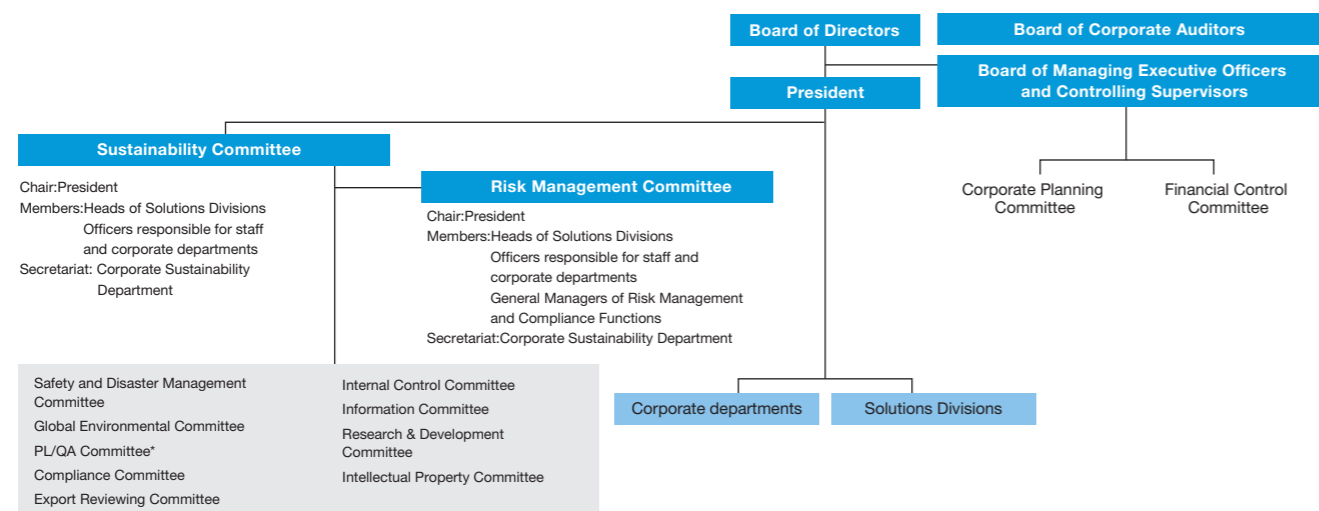 Board of Directors
Board of Corporate Auditors
Board of Managing Executive Officers
and Controlling Supervisors
President
Sustainability Committee
Chair:President
Members:Heads of Solutions Divisions
Officers responsible for staff
and corporate departments
Secretariat: Corporate Sustainability
Department
Risk Management Committee
Chair:President
Members:Heads of Solutions Divisions
Officers responsible for staff and
corporate departments
General Managers of Risk Management
and Compliance Functions
Secretariat:Corporate Sustainability Department
Corporate Planning
Committee
Financial Control
Committee
Safety and Disaster Management
Committee
Global Environmental Committee
PL/QA Committee*
Compliance Committee
Export Reviewing Committee
Internal Control Committee
Information Committee
Research & Development
Committee
Intellectual Property Committee
Corporate departments
Solutions Divisions